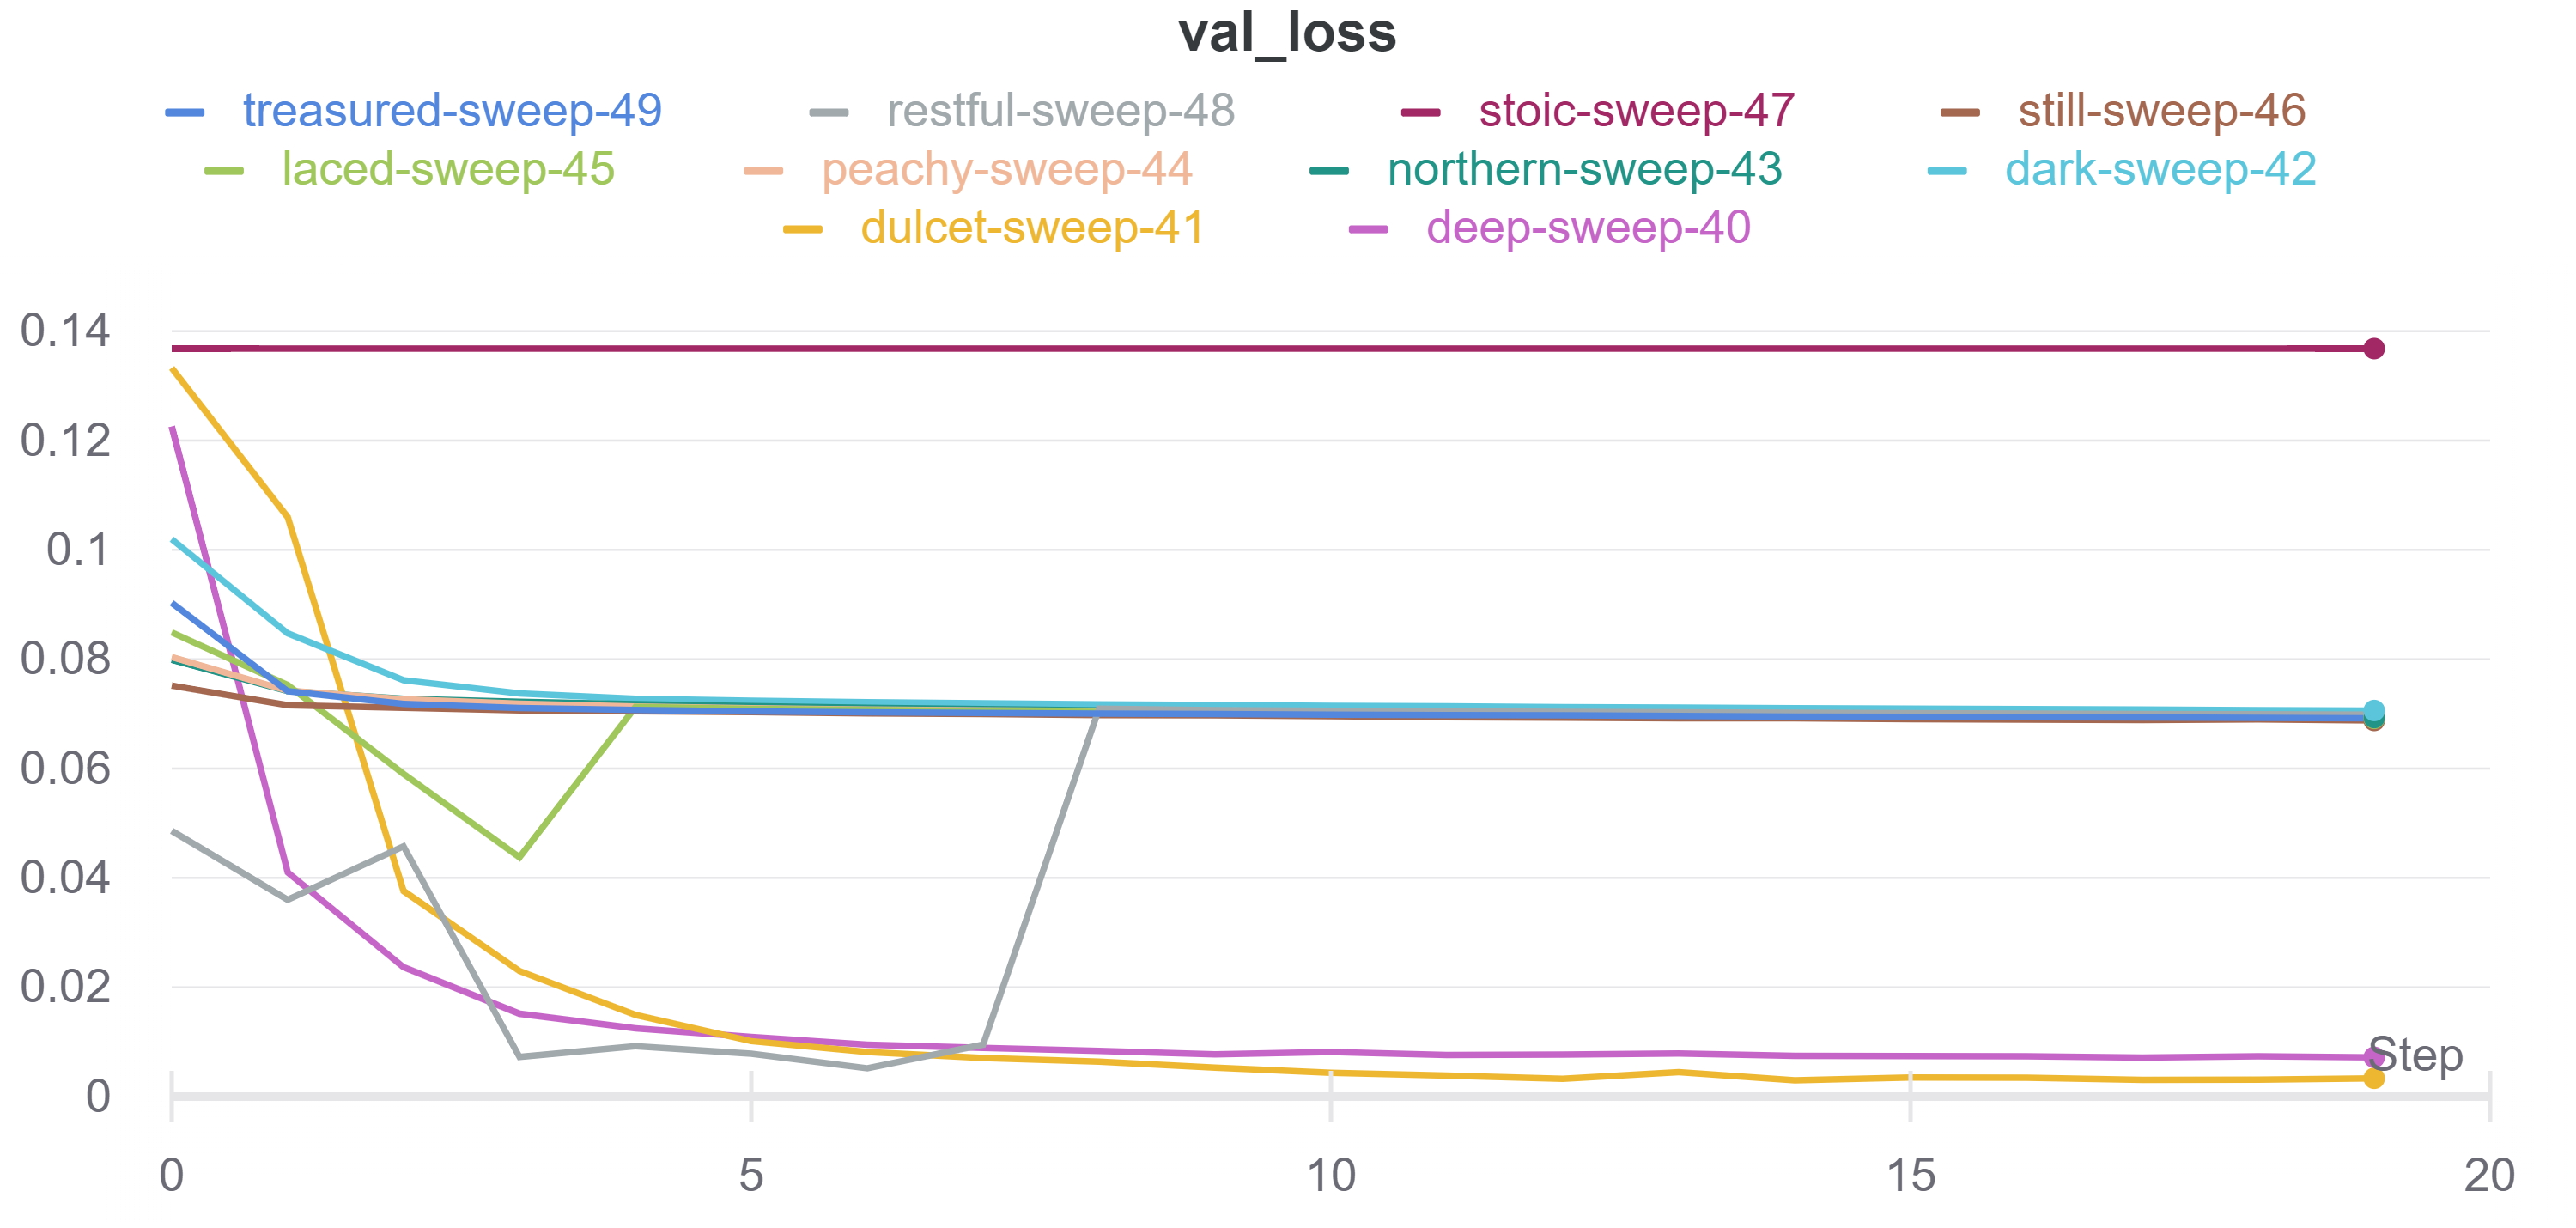 val_loss
treasured-sweep-49 restful-sweep-48 stoic-sweep-47 still-sweep-46
laced-sweep-45 peachy-sweep-44 northern-sweep-43 dark-sweep-42
dulcet-sweep-41 deep-sweep-40
0.14
0.12
0.1
0.08
0.06
0.04
0.02
Step
0
0 5 10 15 20